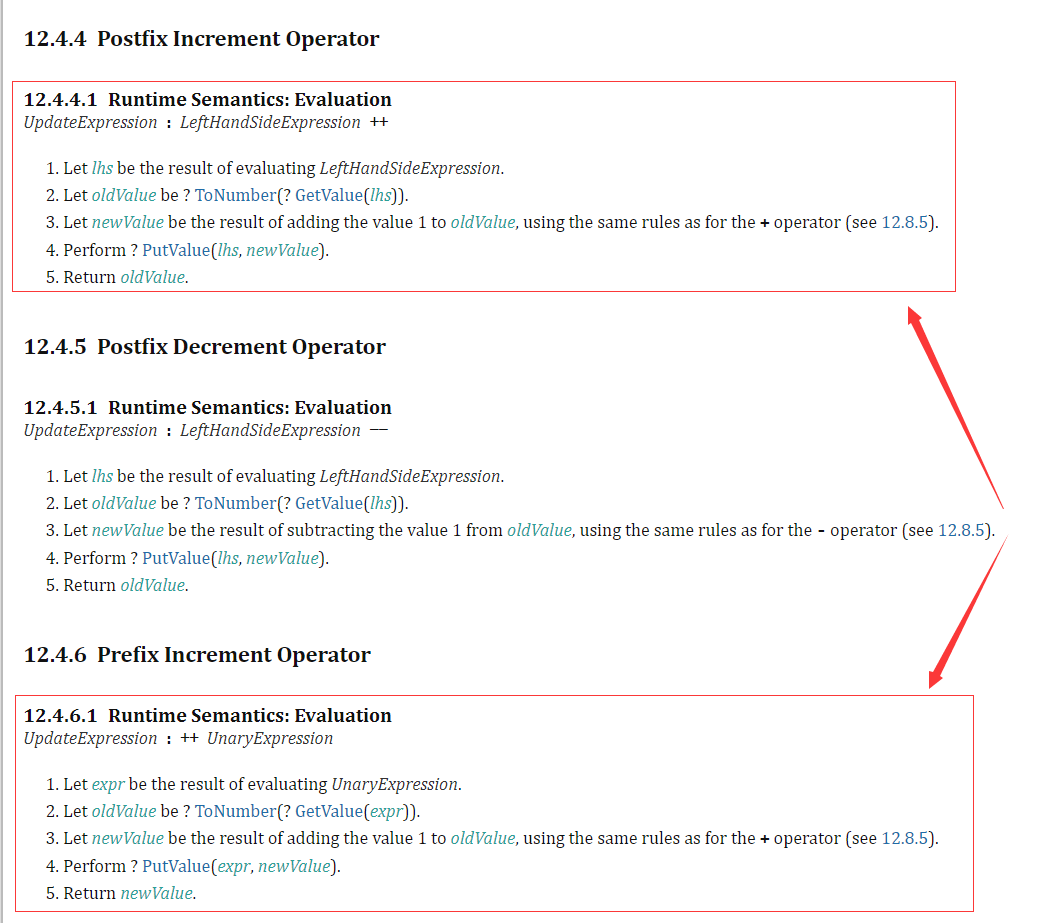 12.4.4 Postfix Increment Operator
12.4.4.1 Runtime Semantics: Evaluation
UpdateExpression : LeftHandSideExpression ++
1. Let lhs be the result of evaluating LeftHandSideExpression.
2. Let oldValue be ? ToNumber(? GetValue(lhs)).
3. Let newValue be the result of adding the value 1 to oldValue, using the same rules as for the + operator (see 12.8.5).
4. Perform ? PutValue(lhs, newValue).
5. Return oldValue.
12.4.5 Postfix Decrement Operator
12.4.5.1 Runtime Semantics: Evaluation
UpdateExpression : LeftHandSideExpression --
1. Let lhs be the result of evaluating LeftHandSideExpression.
2. Let oldValue be ? ToNumber(? GetValue(lhs)).
3. Let newValue be the result of subtracting the value 1 from oldValue, using the same rules as for the - operator (see 12.8.5).
4. Perform ? PutValue(lhs, newValue).
5. Return oldValue.
12.4.6 Prefix Increment Operator
12.4.6.1 Runtime Semantics: Evaluation
UpdateExpression : ++ UnaryExpression
1. Let expr be the result of evaluating UnaryExpression.
2. Let oldValue be ? ToNumber(? GetValue(expr)).
3. Let newValue be the result of adding the value 1 to oldValue, using the same rules as for the + operator (see 12.8.5).
4. Perform ? PutValue(expr, newValue).
5. Return newValue.